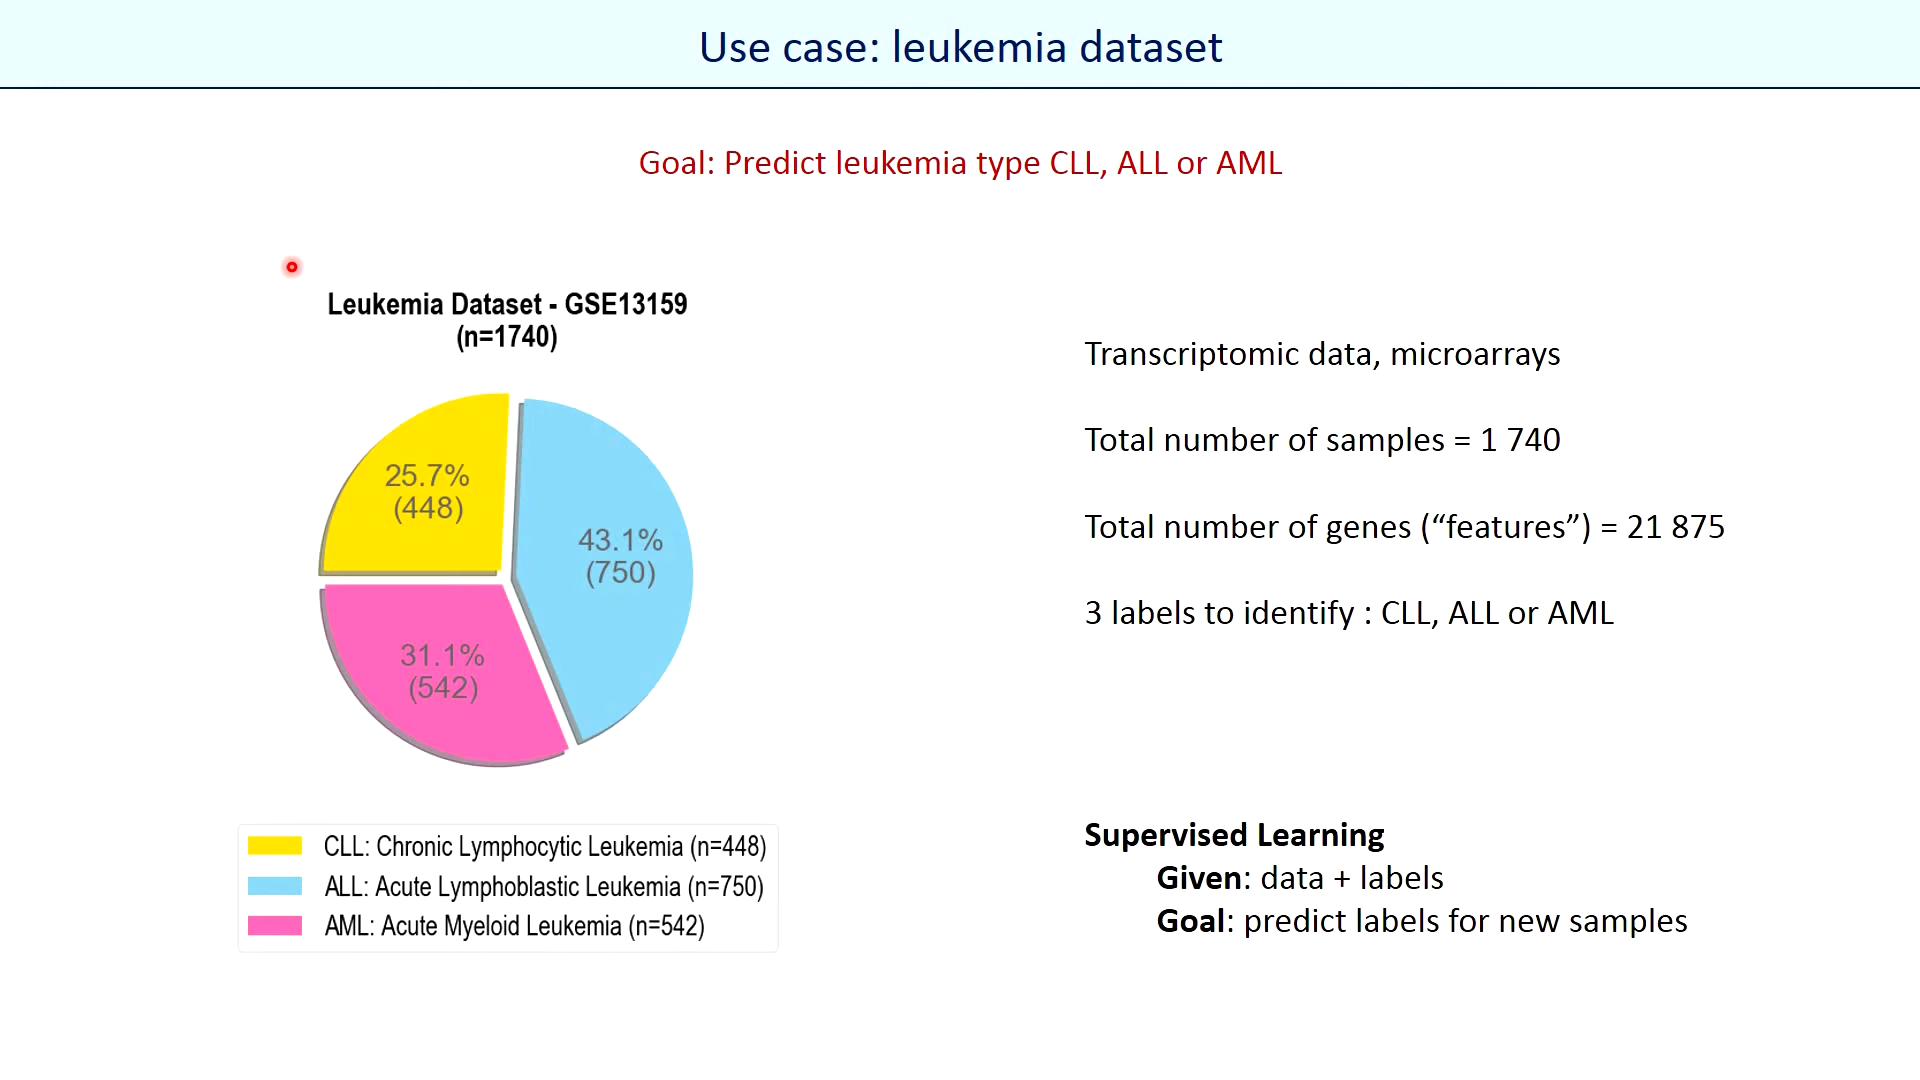 Use case: leukemia dataset
Goal: Predict leukemia type CLL, ALL or AML
Leukemia Dataset - GSE13159
(n=1740)
25.7%
(448)
43.1%
(750)
31.1%
(542)
CLL: Chronic Lymphocytic Leukemia (n=448)
ALL: Acute Lymphoblastic Leukemia (n=750)
AML: Acute Myeloid Leukemia (n=542)
Transcriptomic data, microarrays
Total number of samples = 1 740
Total number of genes (“features”) = 21 875
3 labels to identify : CLL, ALL or AML
Supervised Learning
Given: data + labels
Goal: predict labels for new samples